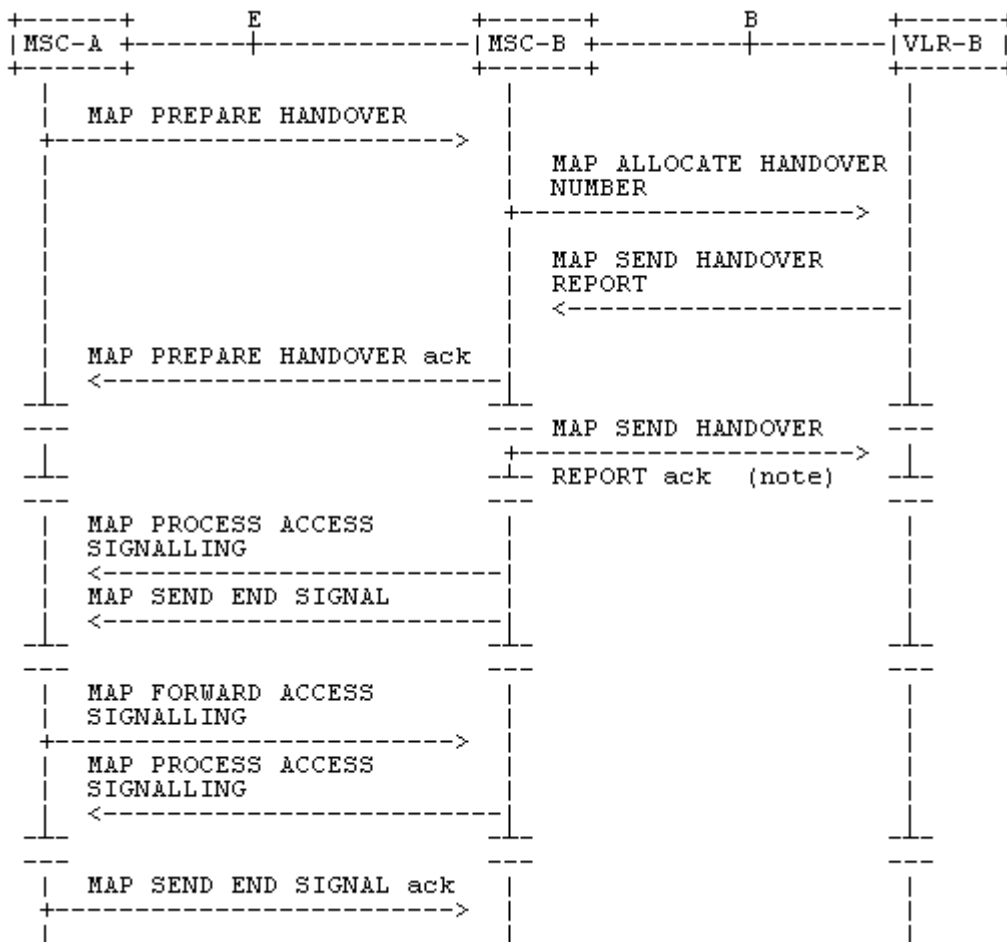 E B
MSC-A MSC-B VLR-B
MAP PREPARE HANDOVER
MAP ALLOCATE HANDOVER
NUMBER
MAP SEND HANDOVER
REPORT
MAP PREPARE HANDOVER ack
MAP SEND HANDOVER
REPORT ack (note)
MAP PROCESS ACCESS
SIGNALLING
MAP SEND END SIGNAL
MAP FORWARD ACCESS
SIGNALLING
MAP PROCESS ACCESS
SIGNALLING
MAP SEND END SIGNAL ack